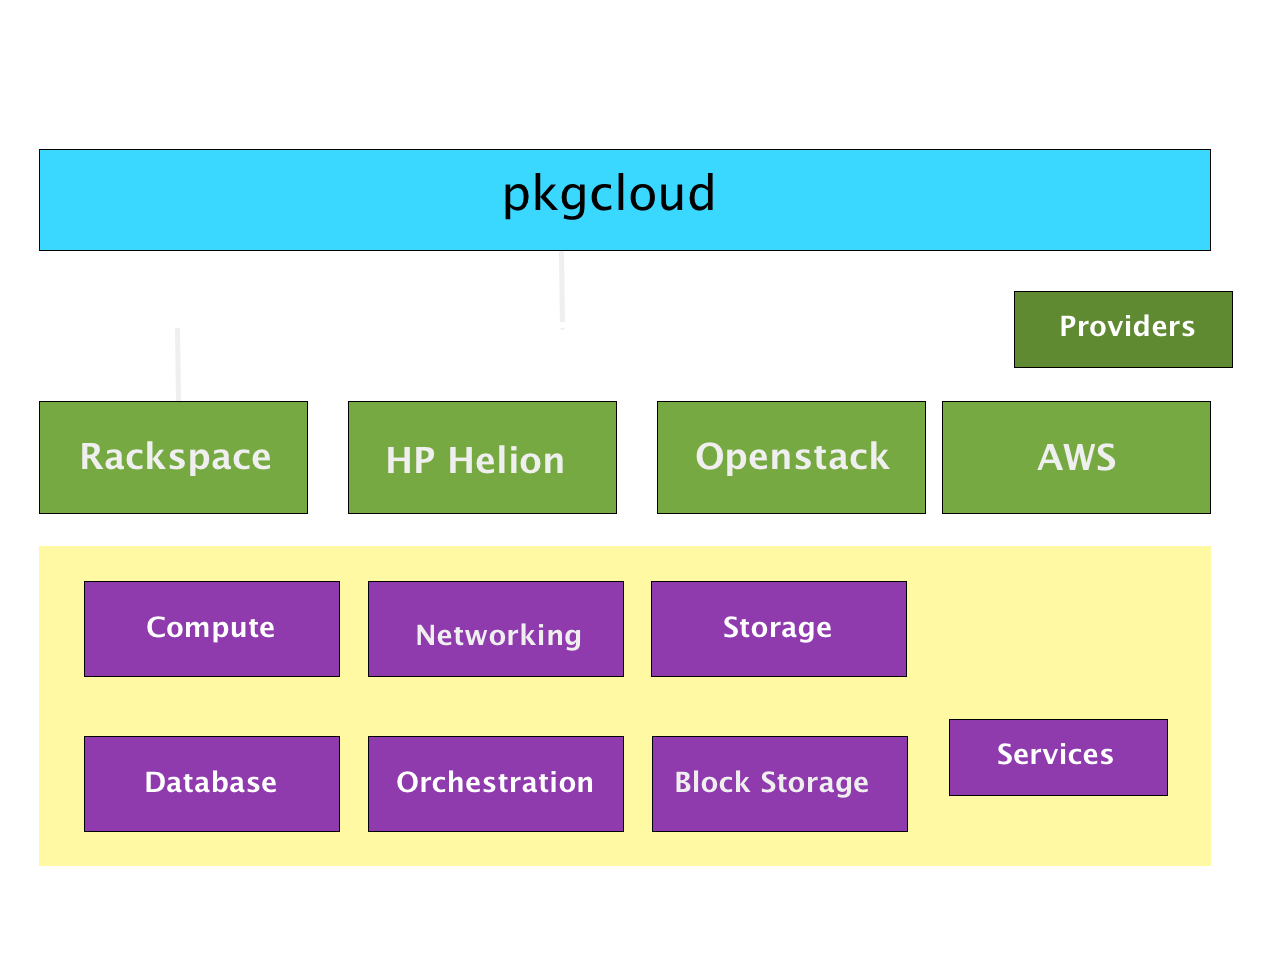 pkgcloud
Providers
Rackspace
HP Helion
Openstack
AWS
Compute
Networking
Storage
Database
Orchestration
Block Storage
Services